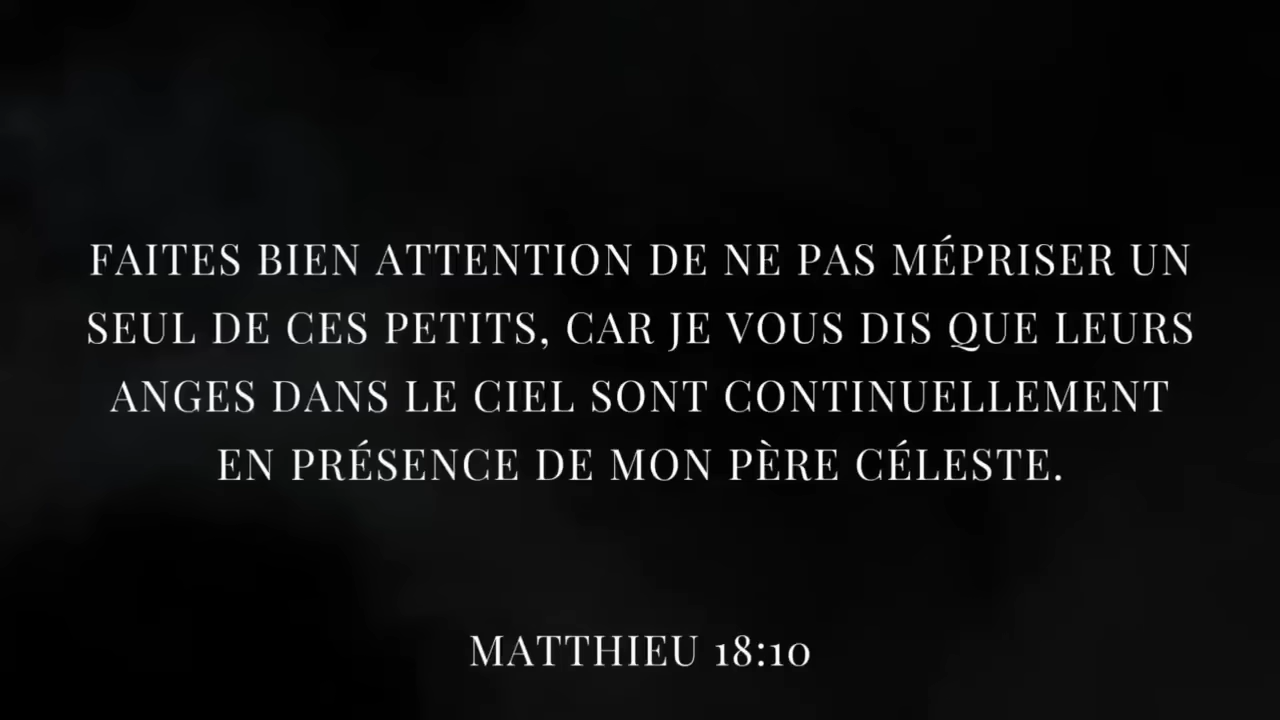 FAITES BIEN ATTENTION DE NE PAS MÉPRISER UN
SEUL DE CES PETITS, CAR JE VOUS DIS QUE LEURS
ANGES DANS LE CIEL SONT CONTINUELLEMENT
EN PRÉSENCE DE MON PÈRE CÉLESTE.
MATTHIEU 18:10